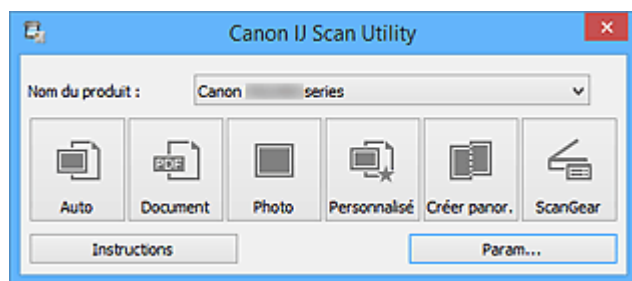 Canon IJ Scan Utility
Nom du produit : Canon series
PDF
Auto Document Photo Personnalisé Créer panor. ScanGear
Instructions Param...